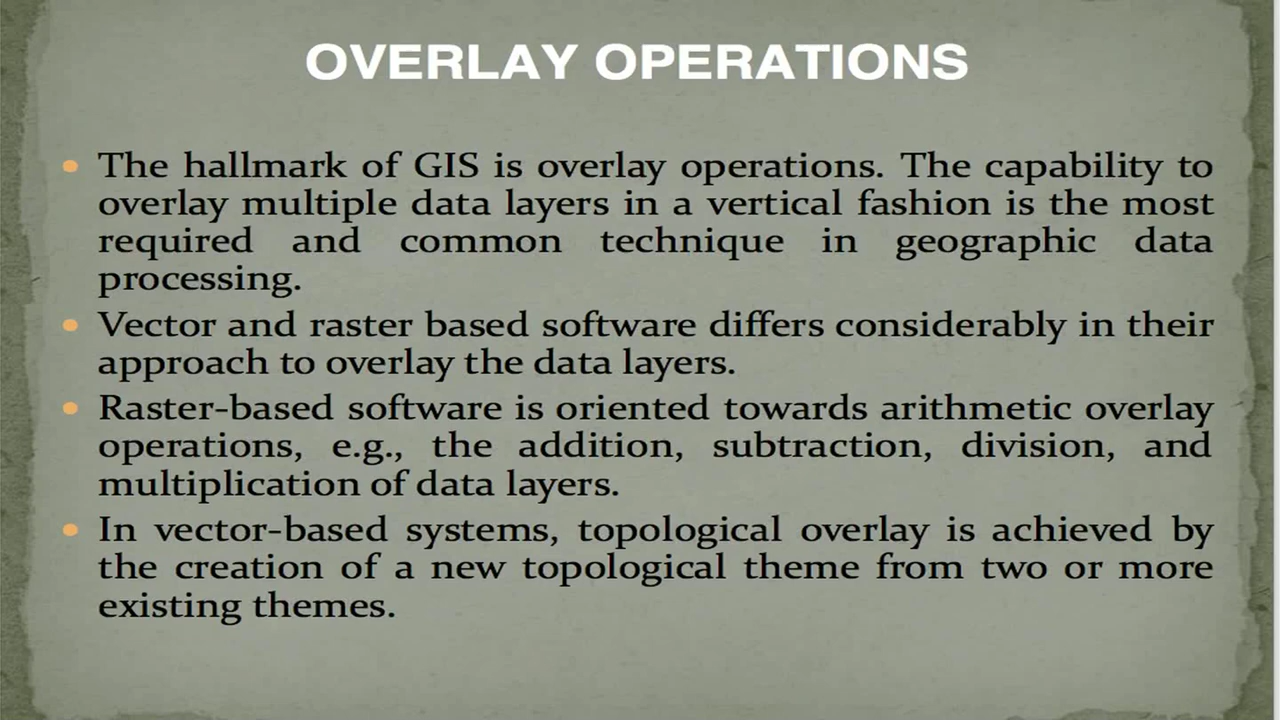 OVERLAY OPERATIONS
• The hallmark of GIS is overlay operations. The capability to
overlay multiple data layers in a vertical fashion is the most
required and common technique in geographic data
processing.
• Vector and raster based software differs considerably in their
approach to overlay the data layers.
• Raster-based software is oriented towards arithmetic overlay
operations, e.g., the addition, subtraction, division, and
multiplication of data layers.
• In vector-based systems, topological overlay is achieved by
the creation of a new topological theme from two or more
existing themes.